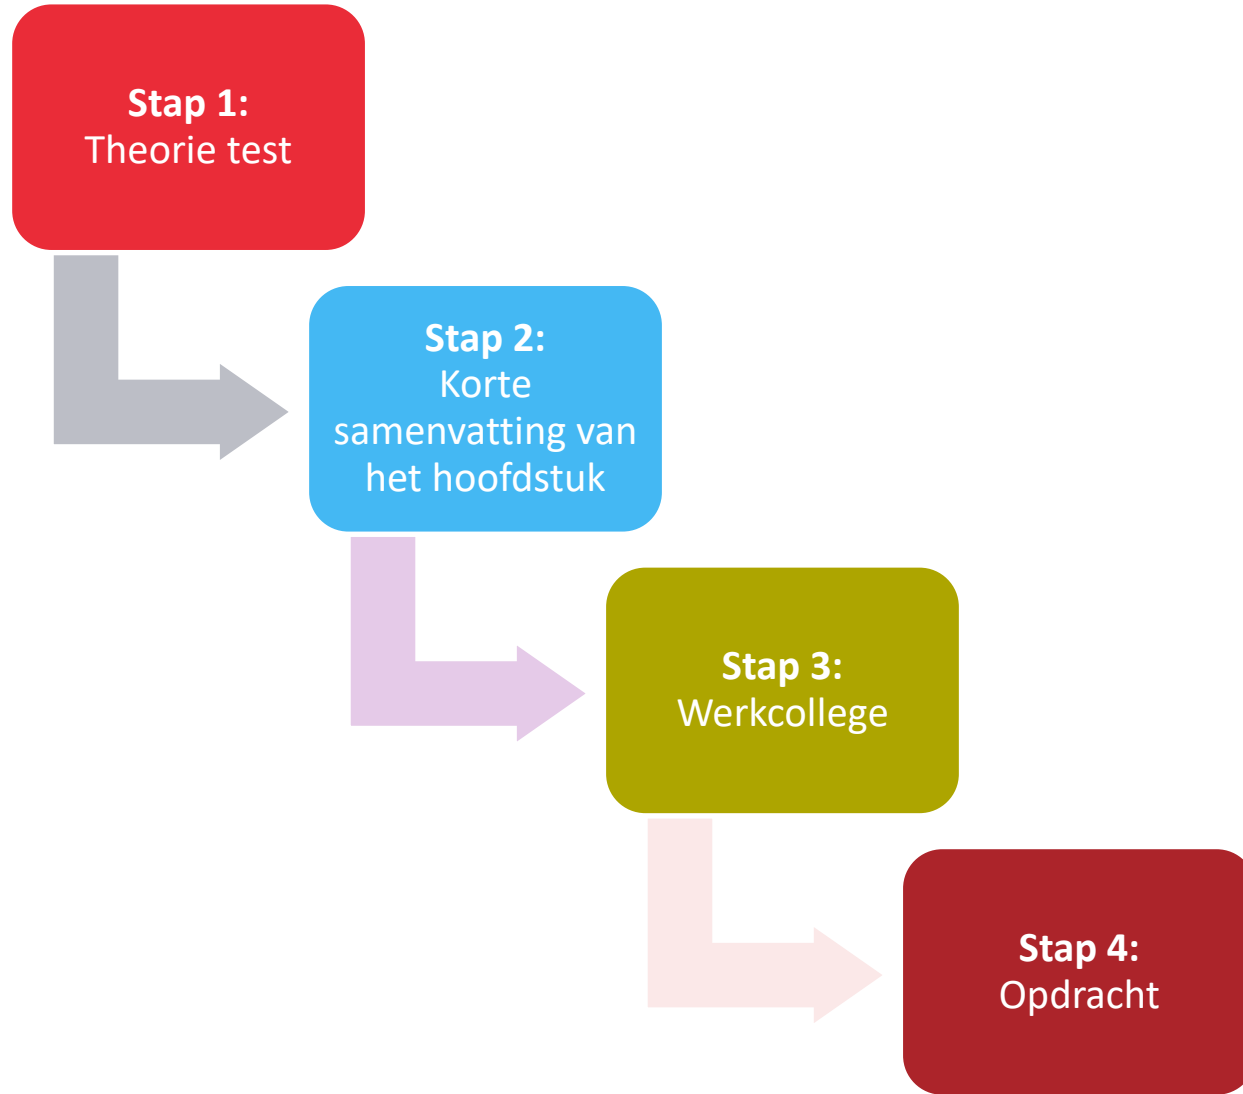 Stap 1:
Theorie test
Stap 2:
Korte
samenvatting van
het hoofdstuk
Stap 3:
Werkcollege
Stap 4:
Opdracht